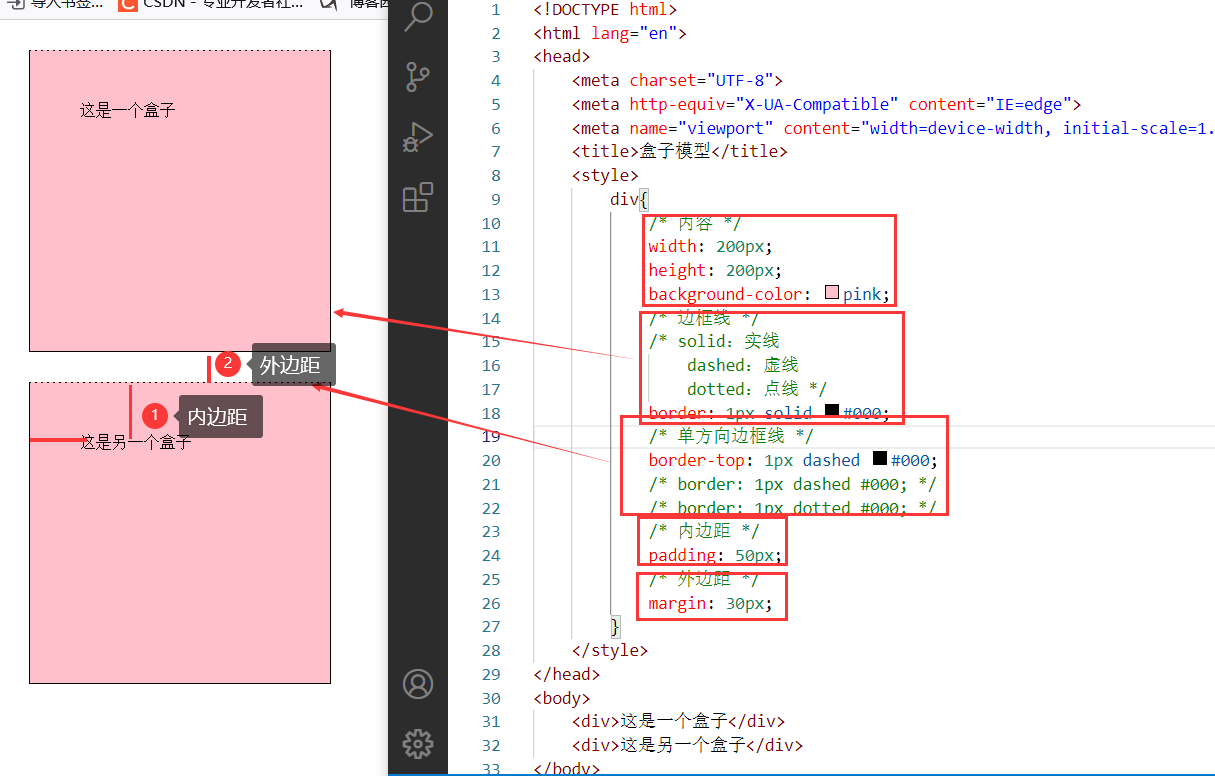 导入书签...
CSDN - 专业开发者社...
这是一个盒子
2
外边距
1
内边距
这是另一个盒子
1 <!DOCTYPE html>
2 <html lang="en">
3 <head>
4 <meta charset="UTF-8">
5 <meta http-equiv="X-UA-Compatible" content="IE=edge">
6 <meta name="viewport" content="width=device-width, initial-scale=1.
7 <title>盒子模型</title>
8 <style>
9 div{
10 /* 内容 */
11 width: 200px;
12 height: 200px;
13 background-color: pink;
14 /* 边框线 */
15 /* solid: 实线
16 dashed: 虚线
17 dotted: 点线 */
18 border: 1px solid #000;
19 /* 单方向边框线 */
20 border-top: 1px dashed #000;
21 /* border: 1px dashed #000; */
22 /* border: 1px dotted #000; */
23 /* 内边距 */
24 padding: 50px;
25 /* 外边距 */
26 margin: 30px;
27 }
28 </style>
29 </head>
30 <body>
31 <div>这是一个盒子</div>
32 <div>这是另一个盒子</div>
33 </body>